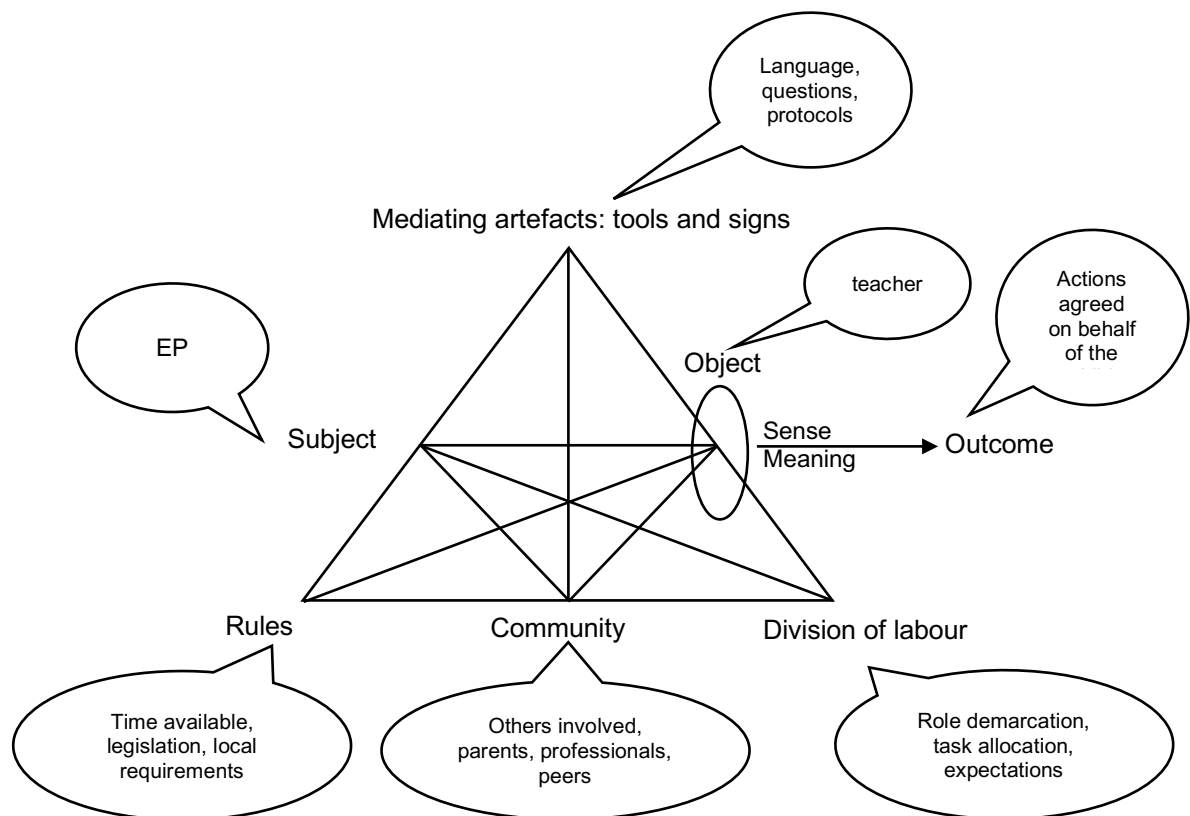 Language,
questions,
protocols
Mediating artefacts: tools and signs
teacher
Actions
agreed
on behalf
of the
EP
Object
Subject
Sense
Meaning
Outcome
Rules
Community
Division of labour
Time available,
legislation, local
requirements
Others involved,
parents, professionals,
peers
Role demarcation,
task allocation,
expectations